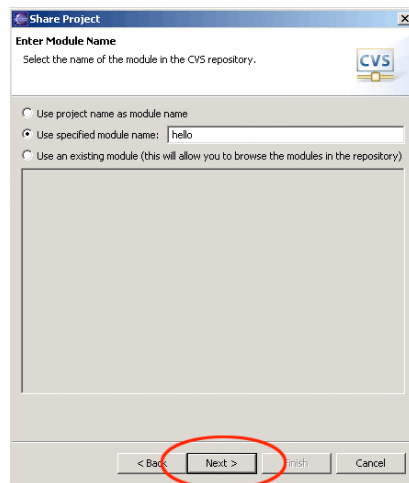 Share Project
Enter Module Name
Select the name of the module in the CVS repository.
CVS
Use project name as module name
Use specified module name: hello
Use an existing module (this will allow you to browse the modules in the repository)
< Back Next > Finish Cancel